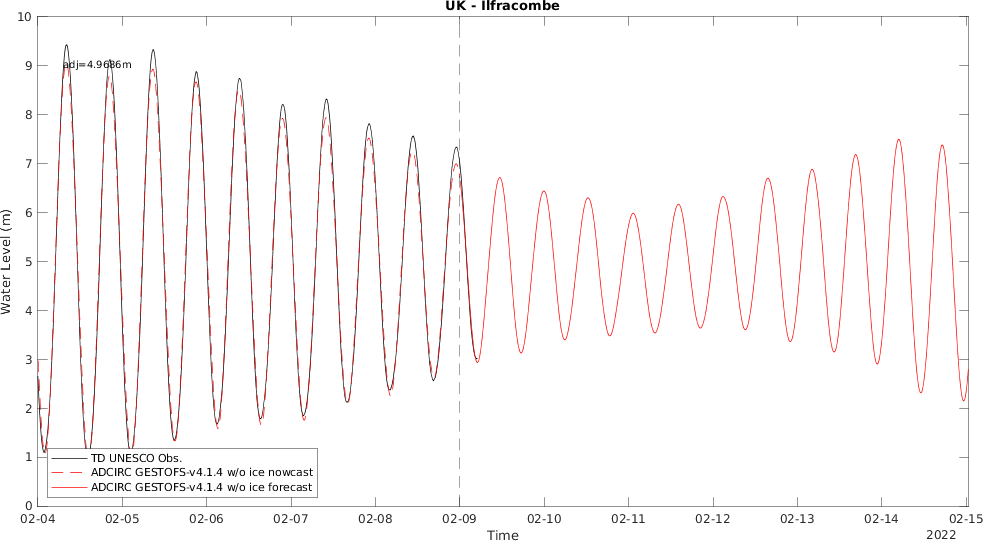 UK - Ilfracombe
10
9
8
7
6
5
4
3
2
1
0
Water Level (m)
adj=4.9686m
TD UNESCO Obs.
ADCIRC GESTOFS-v4.1.4 w/o ice nowcast
ADCIRC GESTOFS-v4.1.4 w/o ice forecast
02-04 02-05 02-06 02-07 02-08 02-09 02-10 02-11 02-12 02-13 02-14 02-15
Time
2022